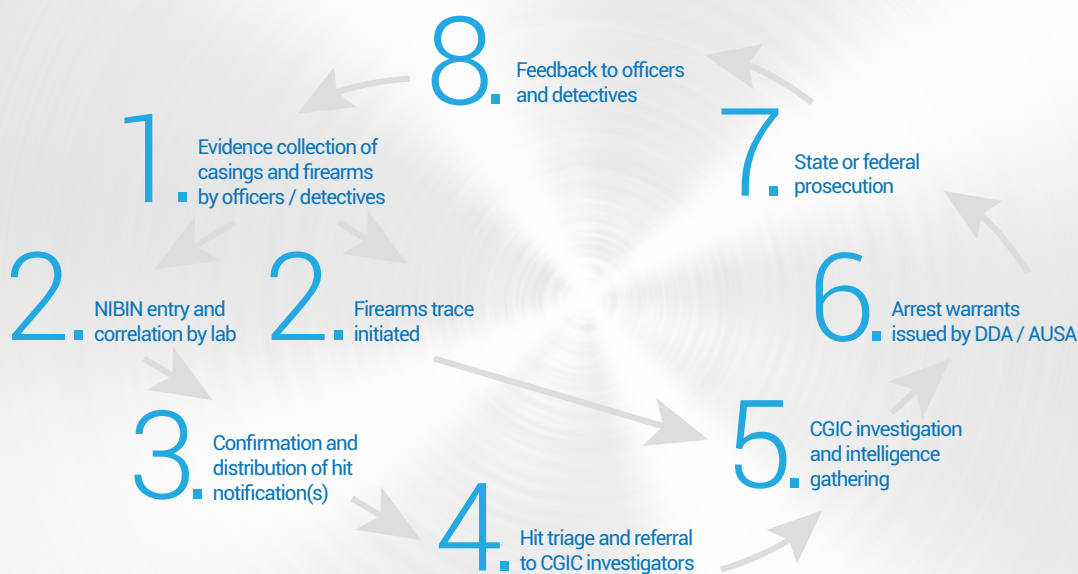 8.
Feedback to officers
and detectives
1.
Evidence collection of
casings and firearms
by officers / detectives
7.
State or federal
prosecution
2.
NIBIN entry and
correlation by lab
2.
Firearms trace
initiated
6.
Arrest warrants
issued by DDA / AUSA
3.
Confirmation and
distribution of hit
notification(s)
5.
CGIC investigation
and intelligence
gathering
4.
Hit triage and referral
to CGIC investigators